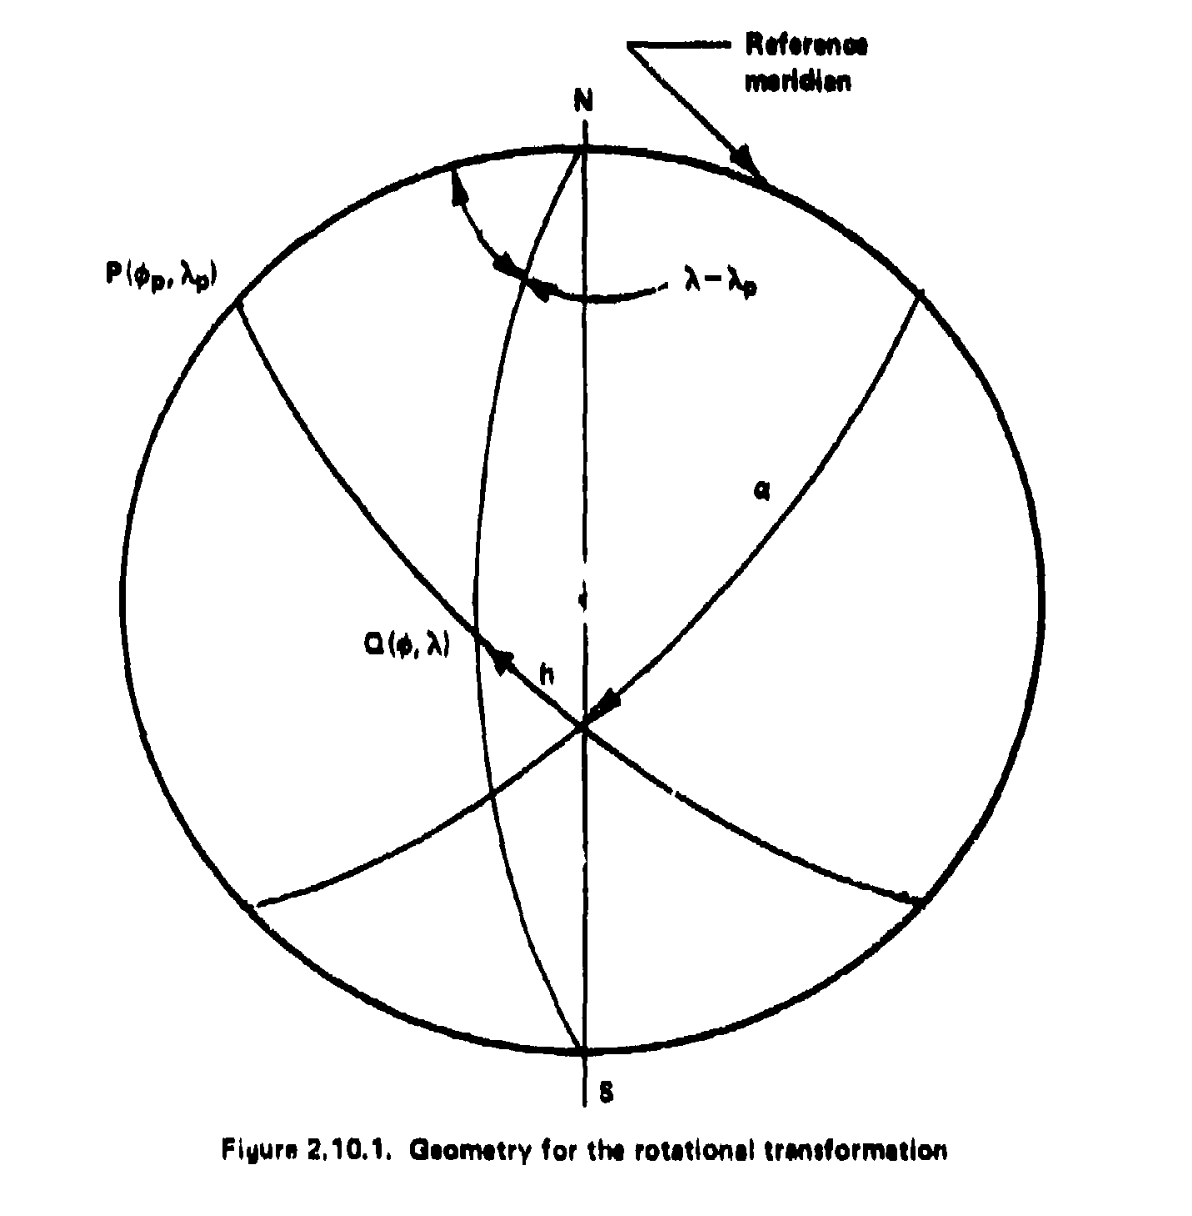 Reference
meridian
N
P(ϕp, λp)
λ−λp
α
Q(ϕ, λ)
h
S
Figure 2.10.1. Geometry for the rotational transformation